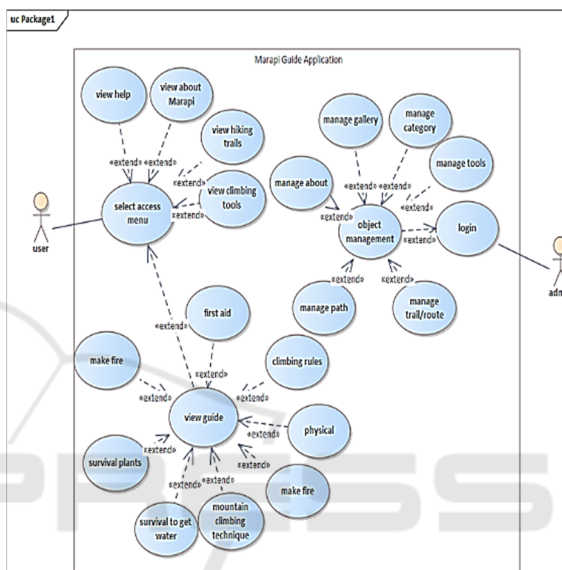 uc Package1
Marapi Guide Application
view help
view about
Marapi
view hiking
trails
view climbing
tools
«extend»
«extend»
«extend»
«extend»
select access
menu
user
manage gallery
manage
category
manage tools
manage about
«extend»
«extend»
«extend»
«extend»
object
management
«extend»
login
«extend»
«extend»
manage path
manage
trail/route
«extend»
first aid
make fire
climbing rules
«extend»
«extend»
«extend»
view guide
physical
«extend»
survival plants
«extend»
«extend»
make fire
«extend»
«extend»
survival to get
water
mountain
climbing
technique
PRESS